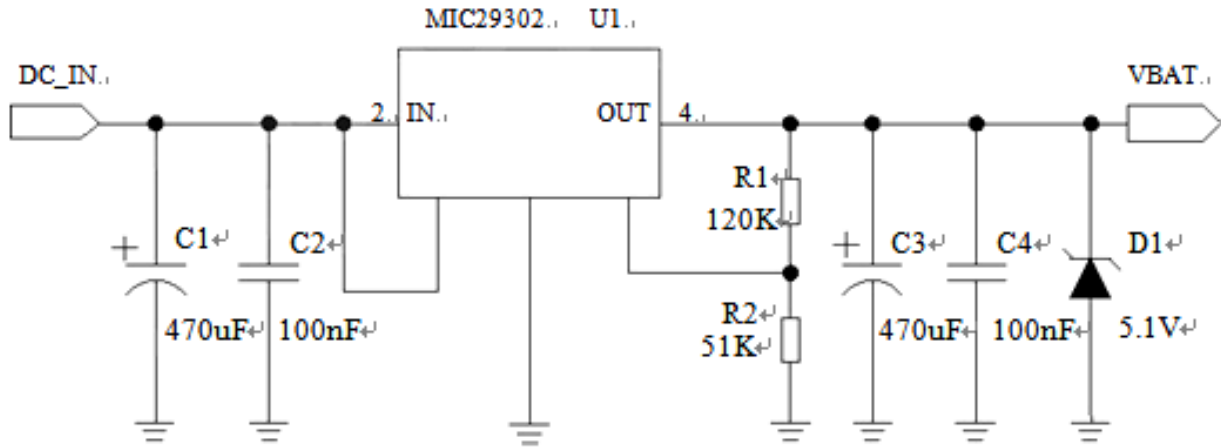 MIC29302 U1
DC_IN
VBAT
2 IN
OUT 4
R1
120K
C1
C2
C3
C4
D1
R2
51K
470uF
100nF
470uF
100nF
5.1V